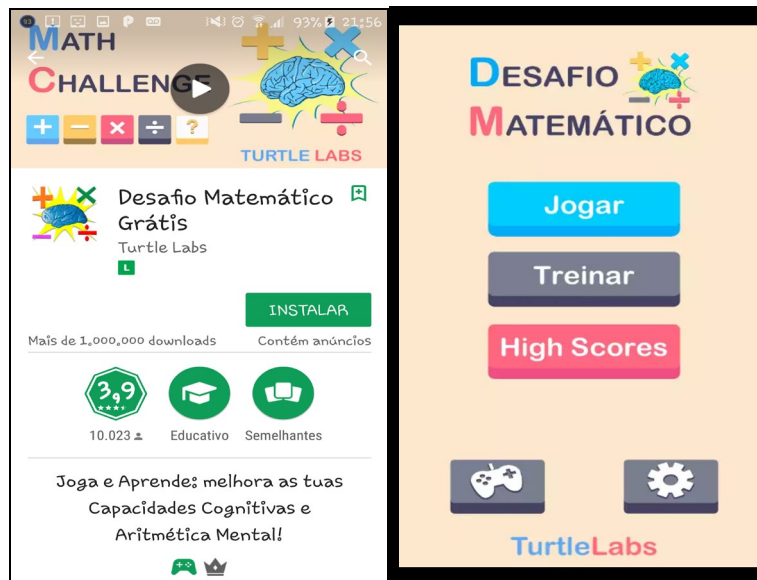 93% 21:56
MATH
CHALLENGE
TURTLE LABS
Desafio Matemático
Grátis
Turtle Labs
L
INSTALAR
Mais de 1.000.000 downloads
Contém anúncios
3,9
10.023
Educativo
Semelhantes
Joga e Aprende: melhora as tuas
Capacidades Cognitivas e
Aritmética Mental!
DESAFIO
MATEMÁTICO
Jogar
Treinar
High Scores
TurtleLabs